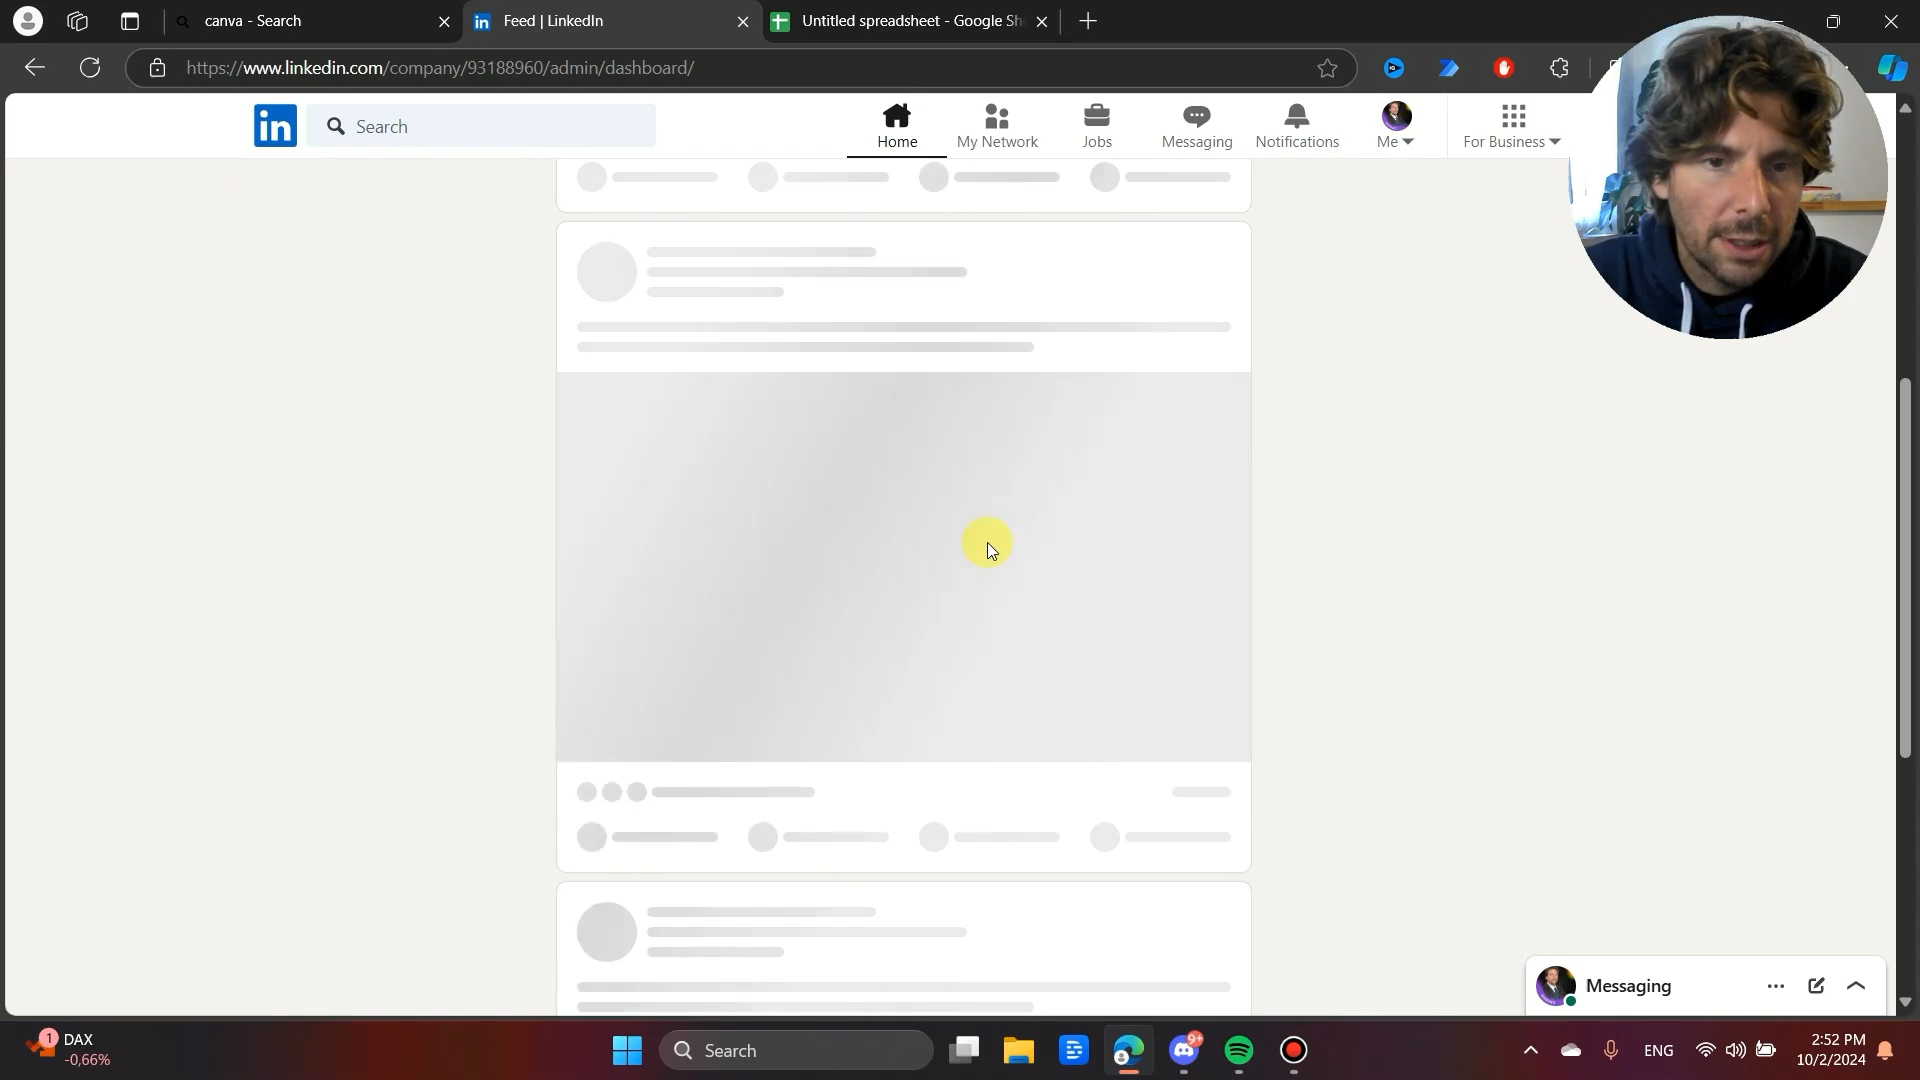 canva - Search
Feed | LinkedIn
Untitled spreadsheet - Google Sh
https://www.linkedin.com/company/93188960/admin/dashboard/
in
Search
Home
My Network
Jobs
Messaging
Notifications
Me
For Business
Messaging
1
DAX
-0,66%
Search
9+
ENG
2:52 PM
10/2/2024